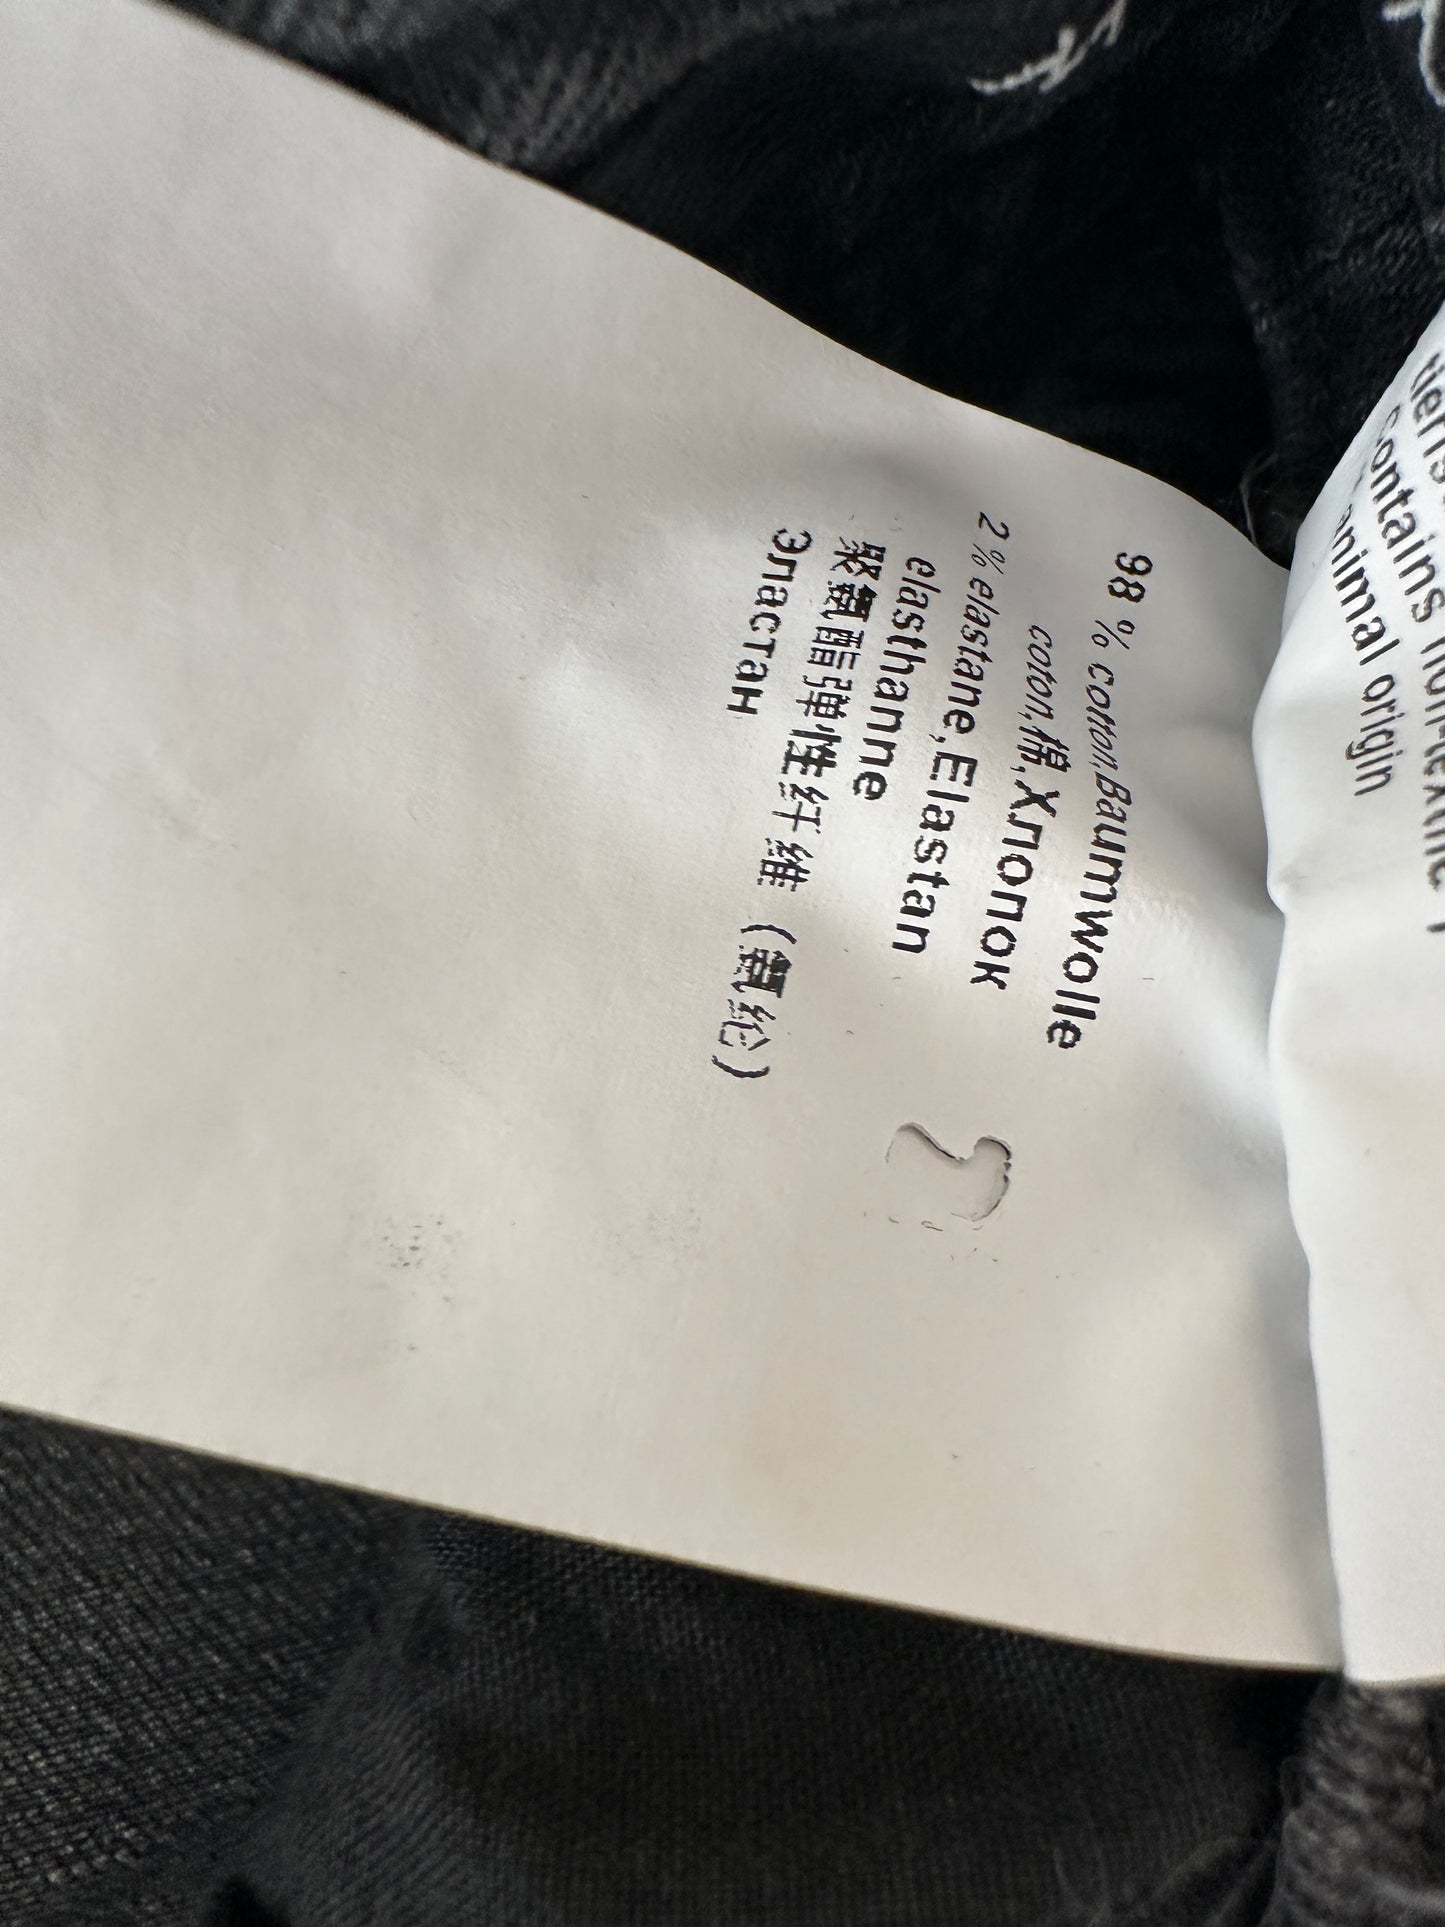 98 % cotton,Baumwolle
coton,棉,Хлопок
2 % elastane,Elastan
elasthanne
聚氨酯弹性纤维（氨纶）
Эластан
Contains non-textile
animal origin